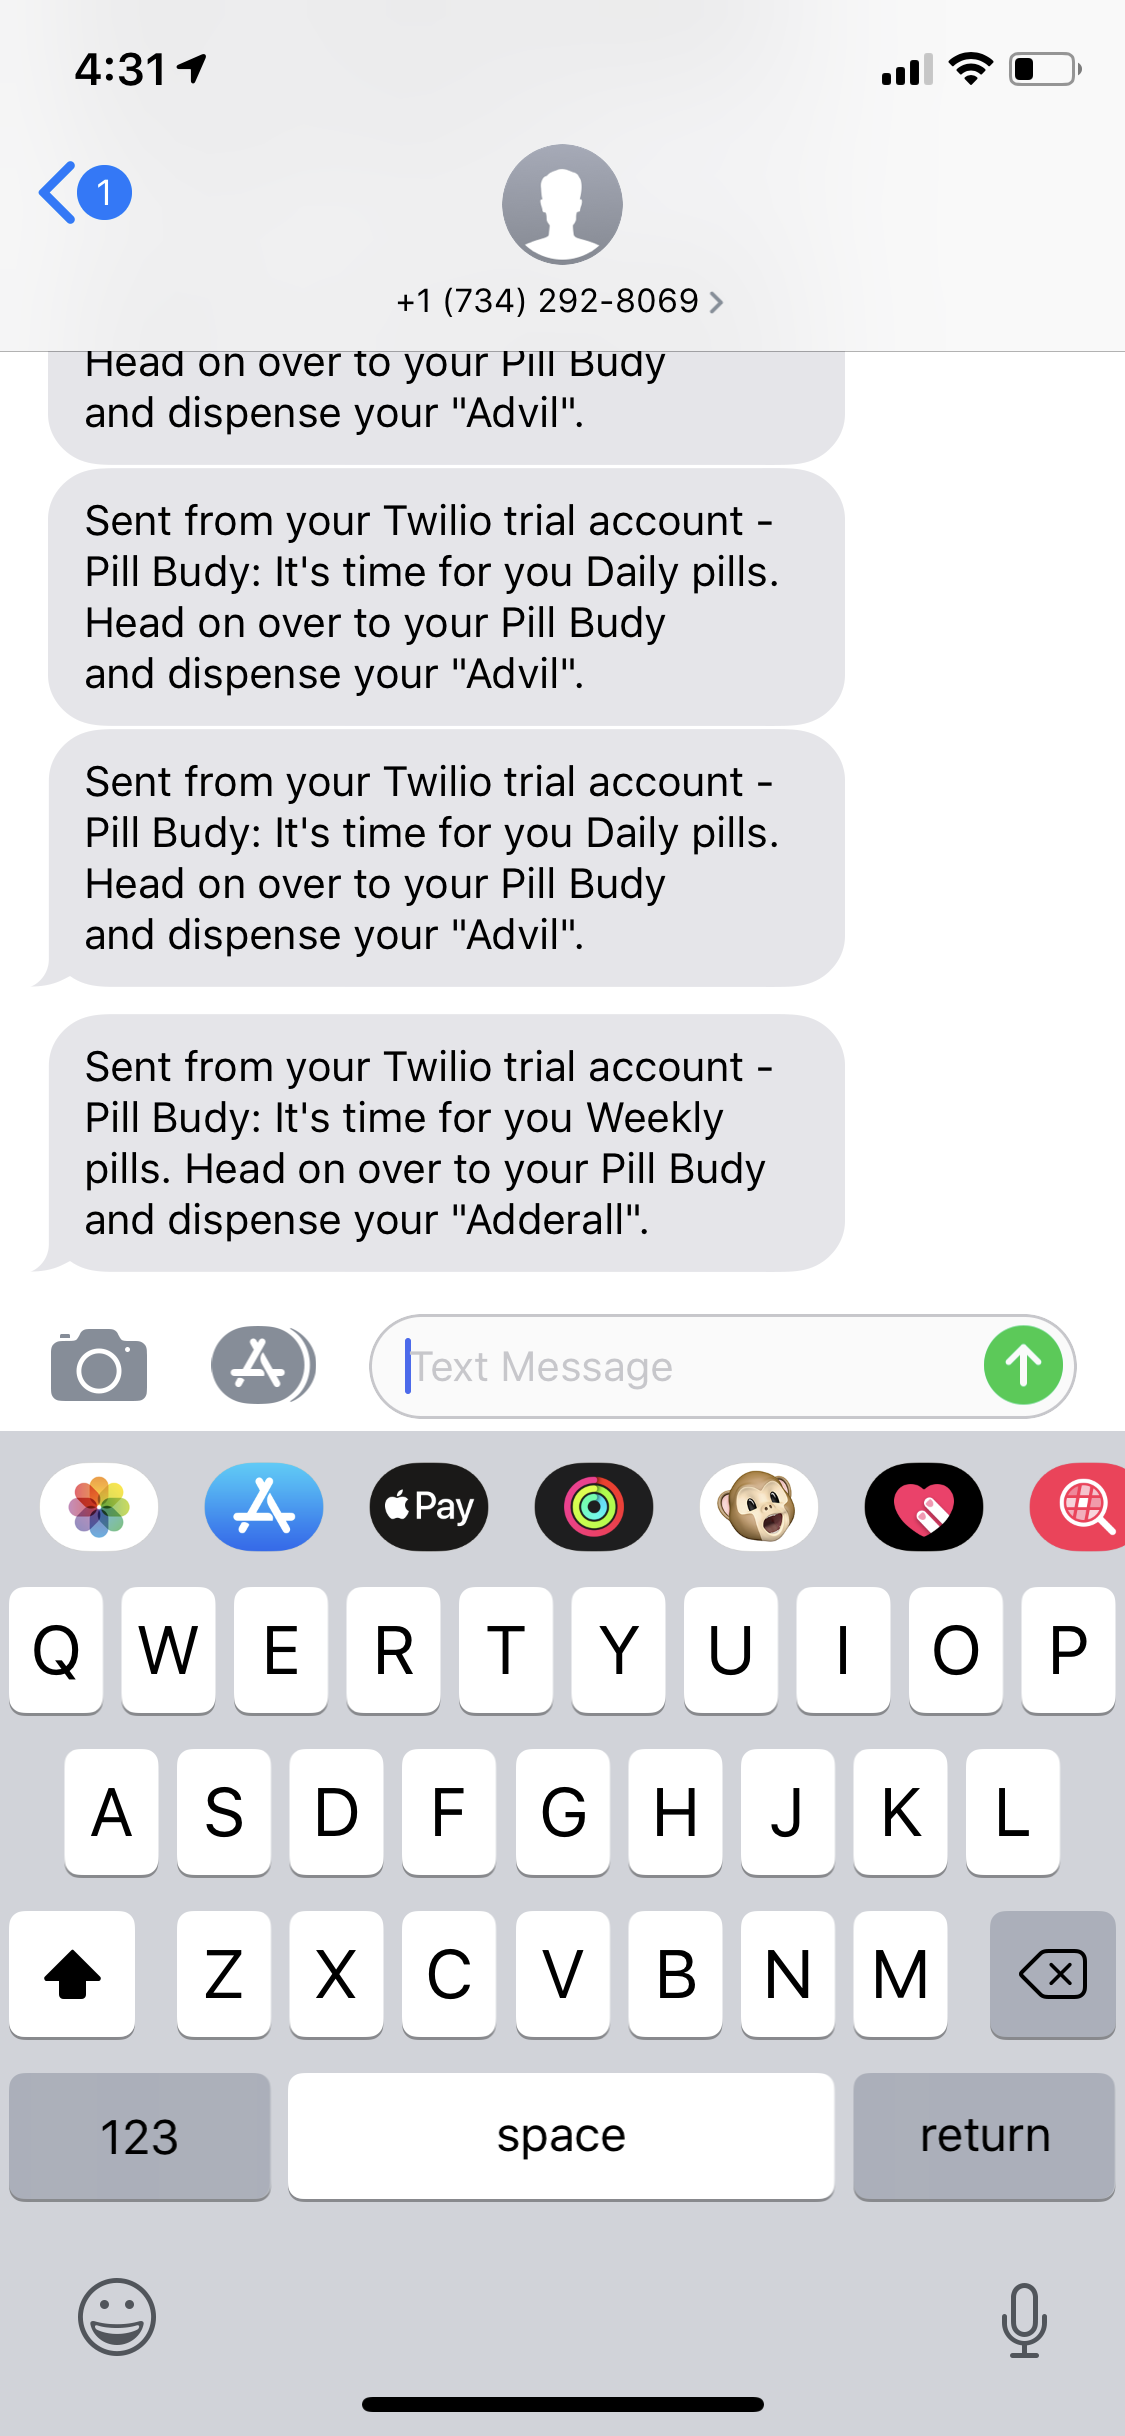 4:31
1
+1 (734) 292-8069
Head on over to your Pill Budy
and dispense your "Advil".
Sent from your Twilio trial account -
Pill Budy: It's time for you Daily pills.
Head on over to your Pill Budy
and dispense your "Advil".
Sent from your Twilio trial account -
Pill Budy: It's time for you Daily pills.
Head on over to your Pill Budy
and dispense your "Advil".
Sent from your Twilio trial account -
Pill Budy: It's time for you Weekly
pills. Head on over to your Pill Budy
and dispense your "Adderall".
Text Message
Pay
Q W E R T Y U I O P
A S D F G H J K L
Z X C V B N M
123 space return